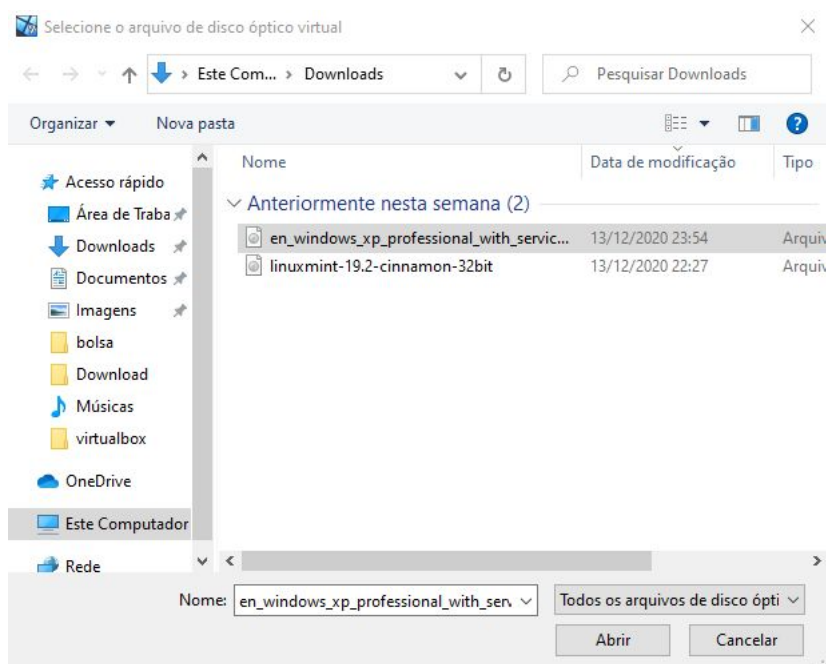 Selecione o arquivo de disco óptico virtual
Este Com... Downloads
Pesquisar Downloads
Organizar
Nova pasta
Nome
Data de modificação
Tipo
Anteriormente nesta semana (2)
en_windows_xp_professional_with_servic... 13/12/2020 23:54 Arquiv
linuxmint-19.2-cinnamon-32bit 13/12/2020 22:27 Arquiv
Acesso rápido
Área de Traba
Downloads
Documentos
Imagens
bolsa
Download
Músicas
virtualbox
OneDrive
Este Computador
Rede
Nome: en_windows_xp_professional_with_serv
Todos os arquivos de disco ópti
Abrir
Cancelar